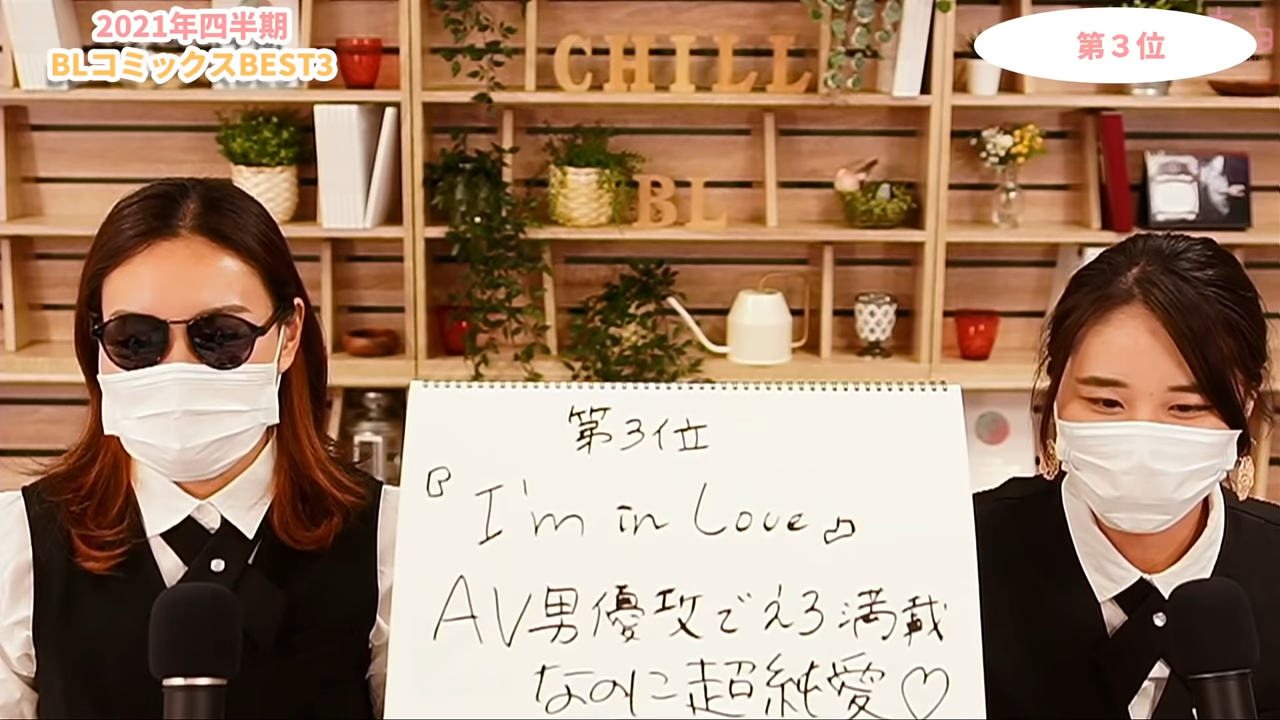 2021年四半期
BLコミックスBEST3
第3位
CHILL
BL
第3位
『I'm in Love』
AV男優攻でえろ満載
なのに超純愛♡